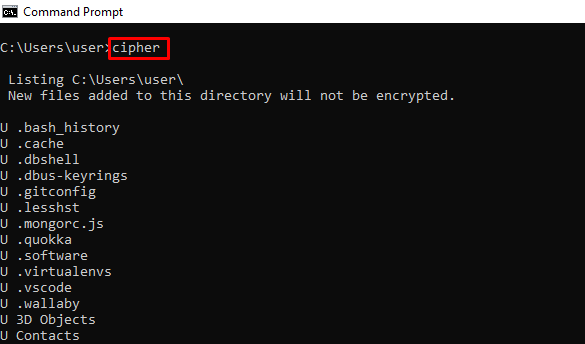 Command Prompt
C:\Users\user>cipher
Listing C:\Users\user\
New files added to this directory will not be encrypted.
U .bash_history
U .cache
U .dbshell
U .dbus-keyrings
U .gitconfig
U .lesshst
U .mongorc.js
U .quokka
U .software
U .virtualenvs
U .vscode
U .wallaby
U 3D Objects
U Contacts